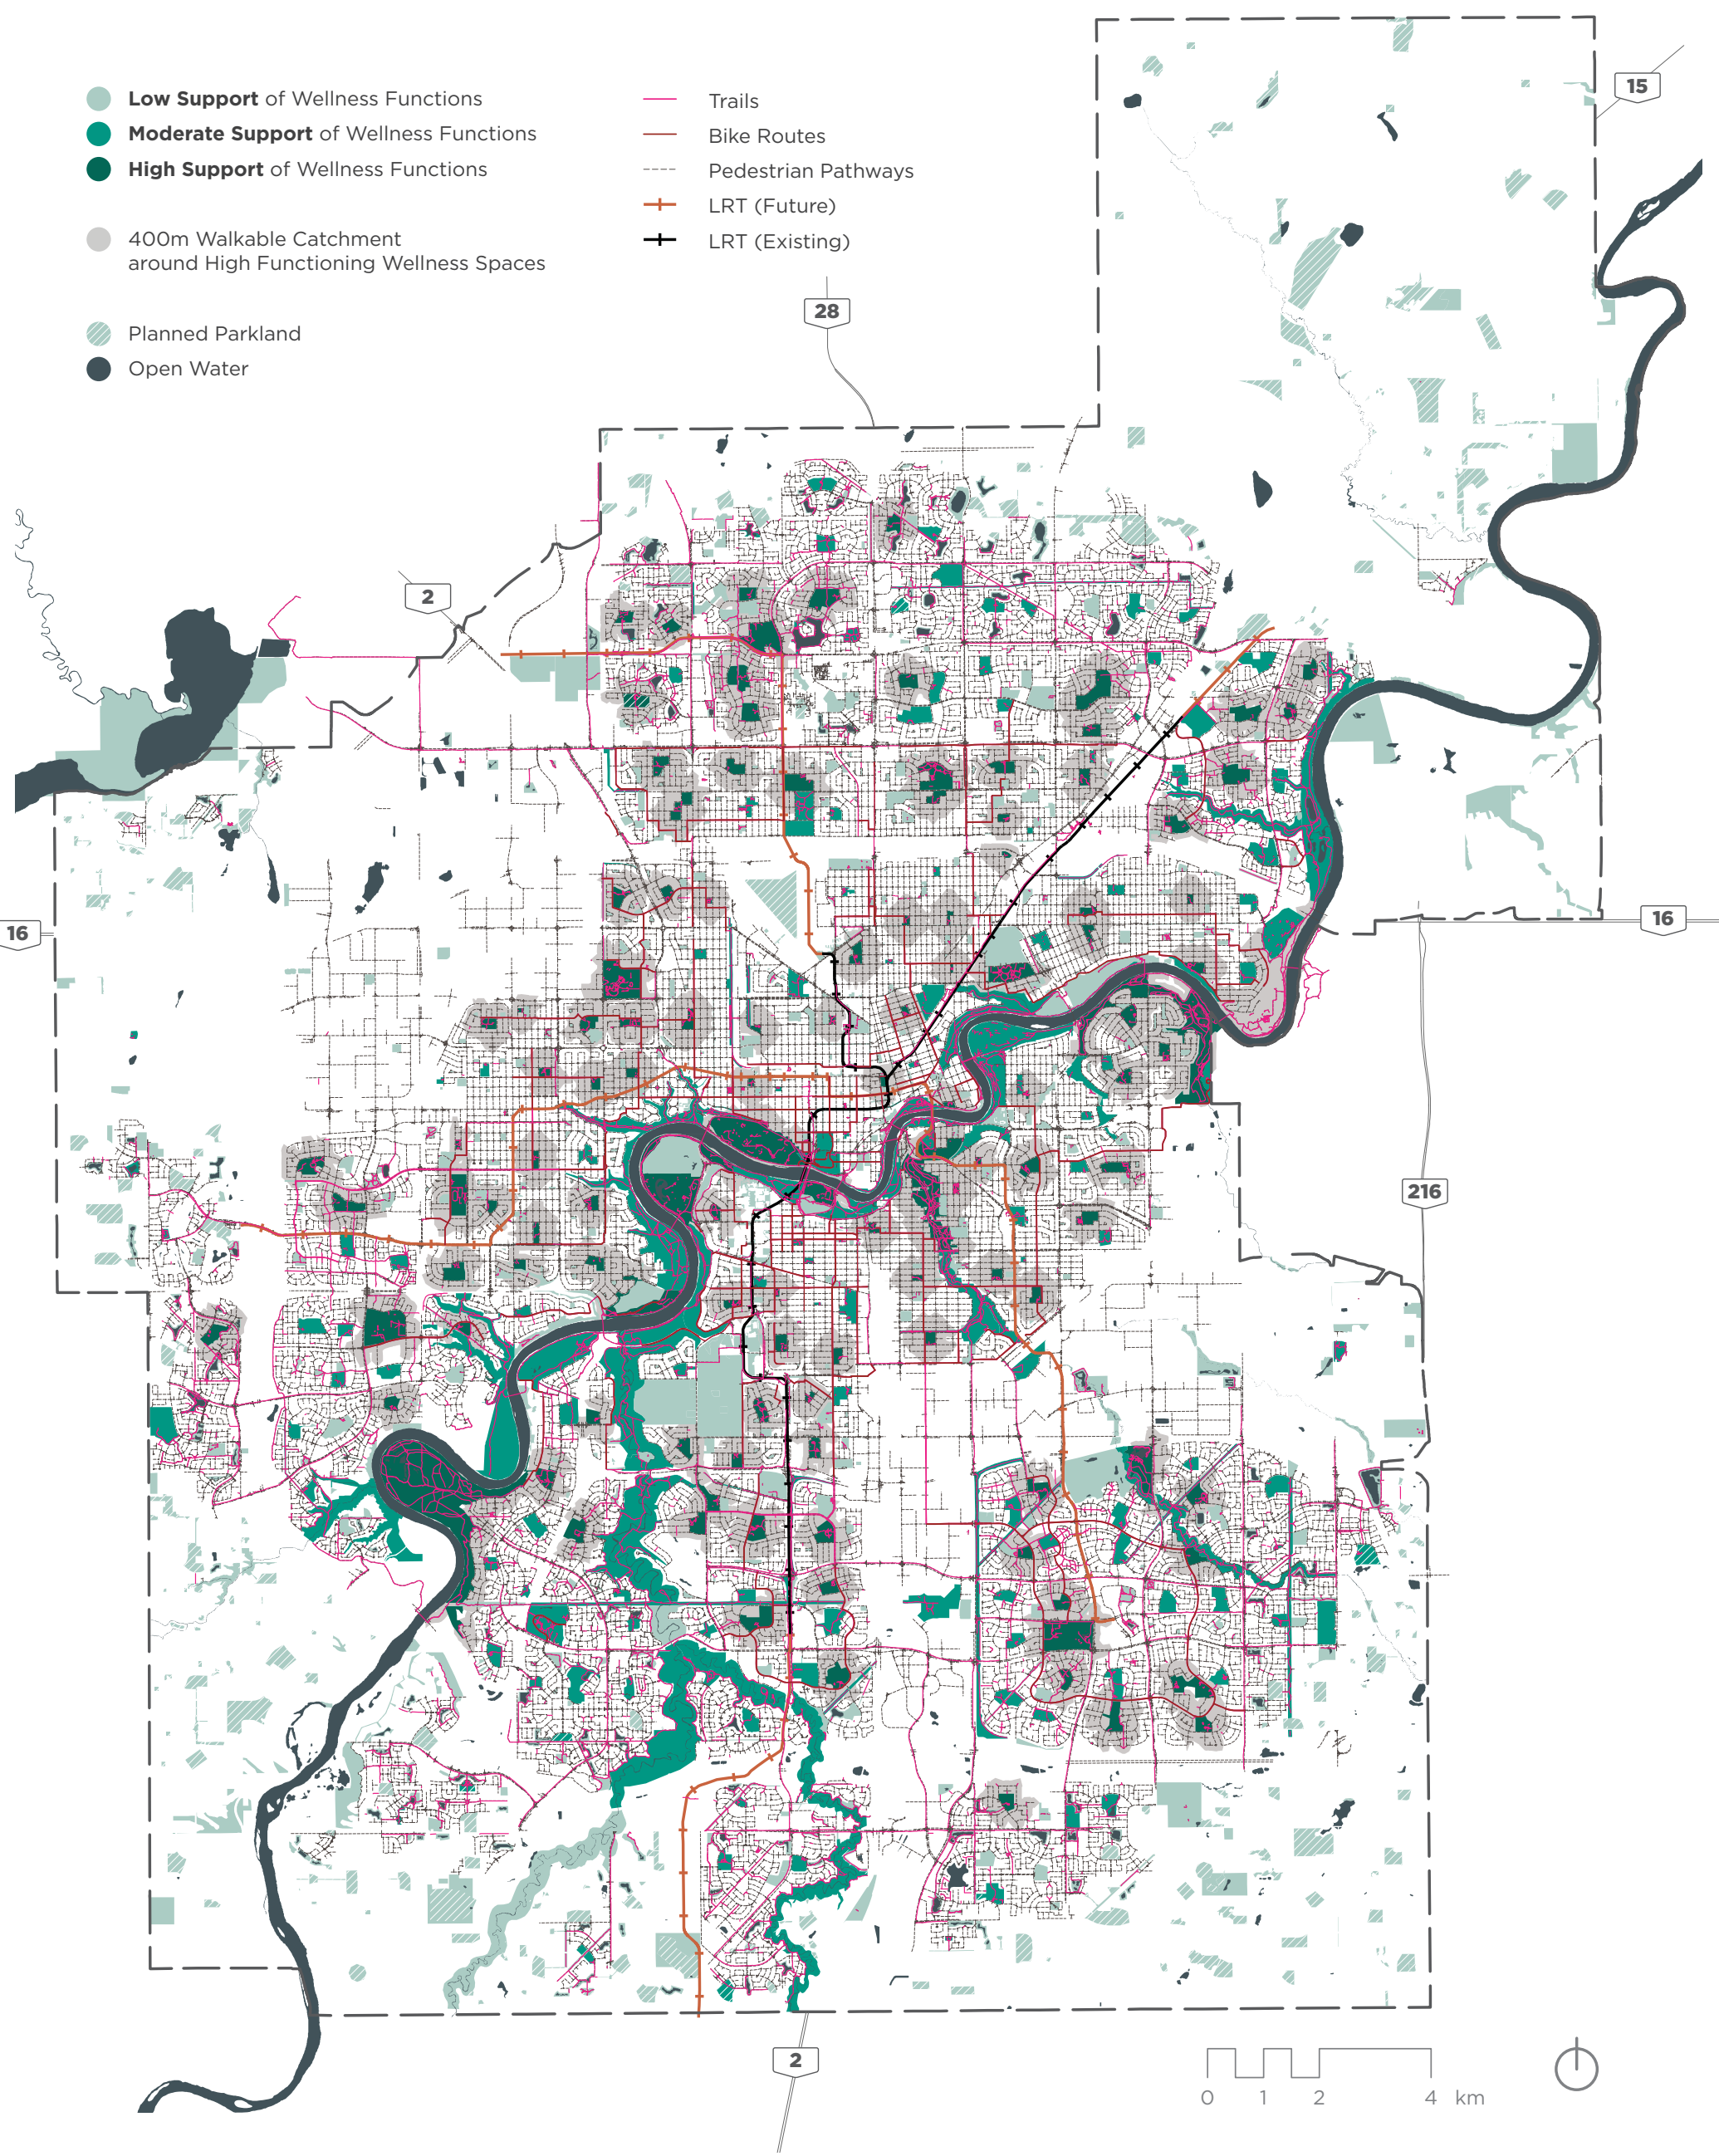 Low Support of Wellness Functions
Moderate Support of Wellness Functions
High Support of Wellness Functions
400m Walkable Catchment
around High Functioning Wellness Spaces
Planned Parkland
Open Water
Trails
Bike Routes
Pedestrian Pathways
LRT (Future)
LRT (Existing)
15
28
2
16
16
216
2
0 1 2 4 km